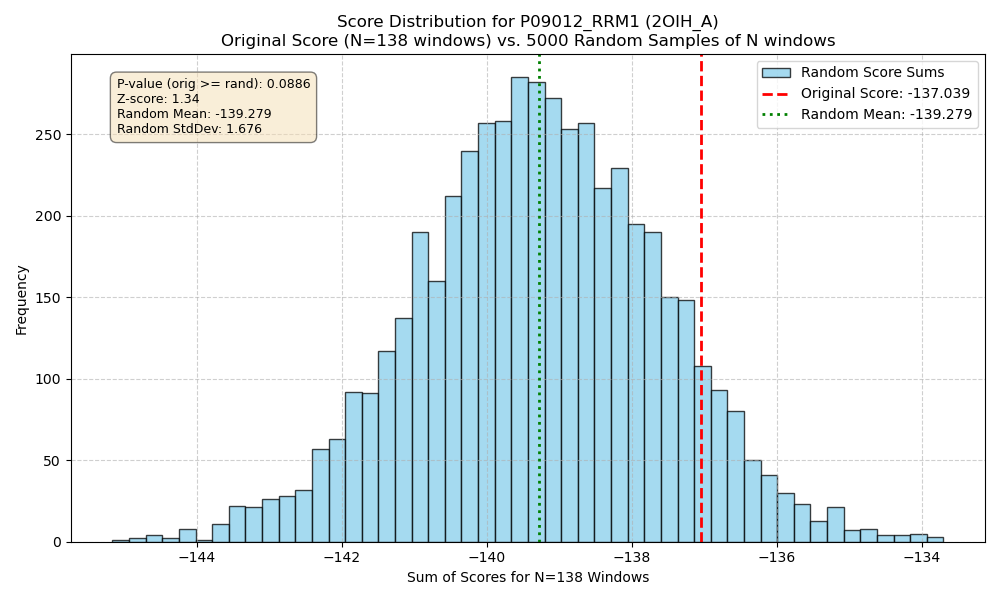 Score Distribution for P09012_RRM1 (2OIH_A)
Original Score (N=138 windows) vs. 5000 Random Samples of N windows
P-value (orig >= rand): 0.0886
Z-score: 1.34
Random Mean: -139.279
Random StdDev: 1.676
Random Score Sums
Original Score: -137.039
Random Mean: -139.279
Frequency
250
200
150
100
50
0
−144
−142
−140
−138
−136
−134
Sum of Scores for N=138 Windows